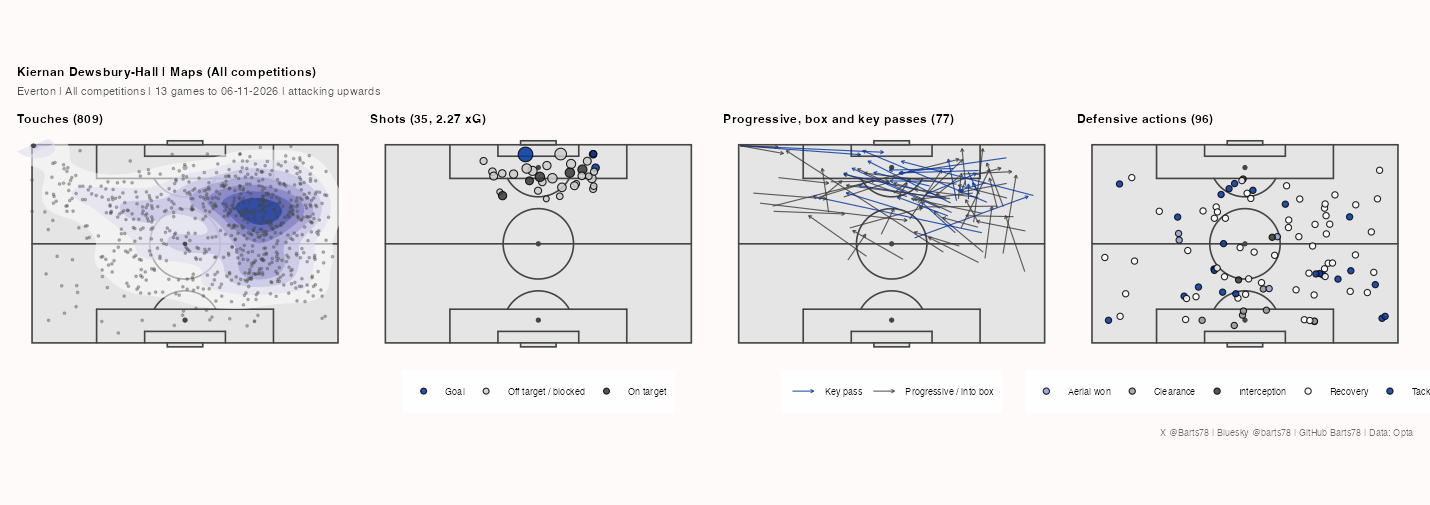 Kiernan Dewsbury-Hall | Maps (All competitions)
Everton | All competitions | 13 games to 06-11-2026 | attacking upwards
Touches (809)
Shots (35, 2.27 xG)
Progressive, box and key passes (77)
Defensive actions (96)
Goal
Off target / blocked
On target
Key pass
Progressive / into box
Aerial won
Clearance
Interception
Recovery
Tack
X @Barts78 | Bluesky @barts78 | GitHub Barts78 | Data: Opta